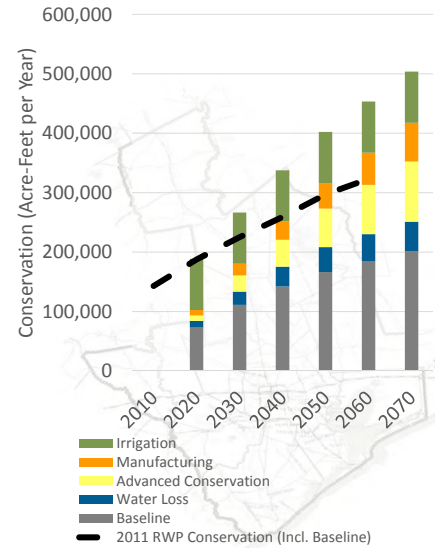 600,000
500,000
400,000
300,000
200,000
100,000
0
Conservation (Acre-Feet per Year)
2010 2020 2030 2040 2050 2060 2070
Irrigation
Manufacturing
Advanced Conservation
Water Loss
Baseline
2011 RWP Conservation (Incl. Baseline)